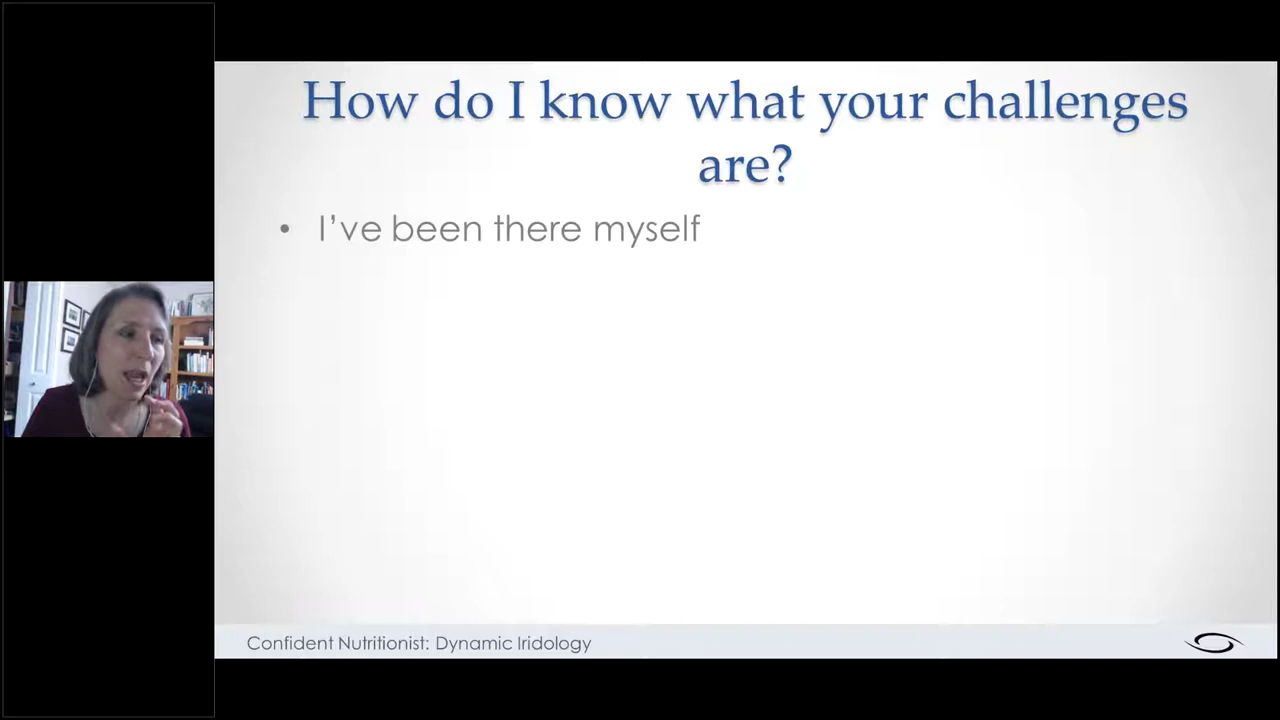 How do I know what your challenges
are?
• I’ve been there myself
Confident Nutritionist: Dynamic Iridology